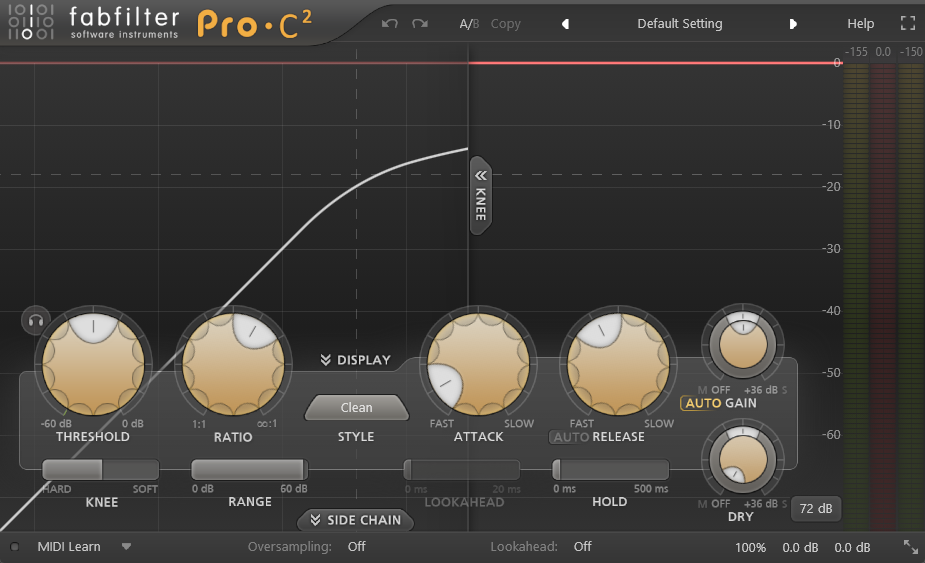 fabfilter Pro·C²
software instruments
A/B Copy Default Setting Help
-155 0.0 -150
0
-10
-20
-30
-40
-50
-60
KNEE
DISPLAY
M OFF +36 dB S
AUTO GAIN
Clean
-60 dB 0 dB 1:1 ∞:1 FAST SLOW FAST SLOW
THRESHOLD RATIO STYLE ATTACK AUTO RELEASE
HARD SOFT 0 dB 60 dB 0 ms 20 ms 0 ms 500 ms
KNEE RANGE LOOKAHEAD HOLD
M OFF +36 dB S
DRY
72 dB
SIDE CHAIN
MIDI Learn Oversampling: Off Lookahead: Off 100% 0.0 dB 0.0 dB